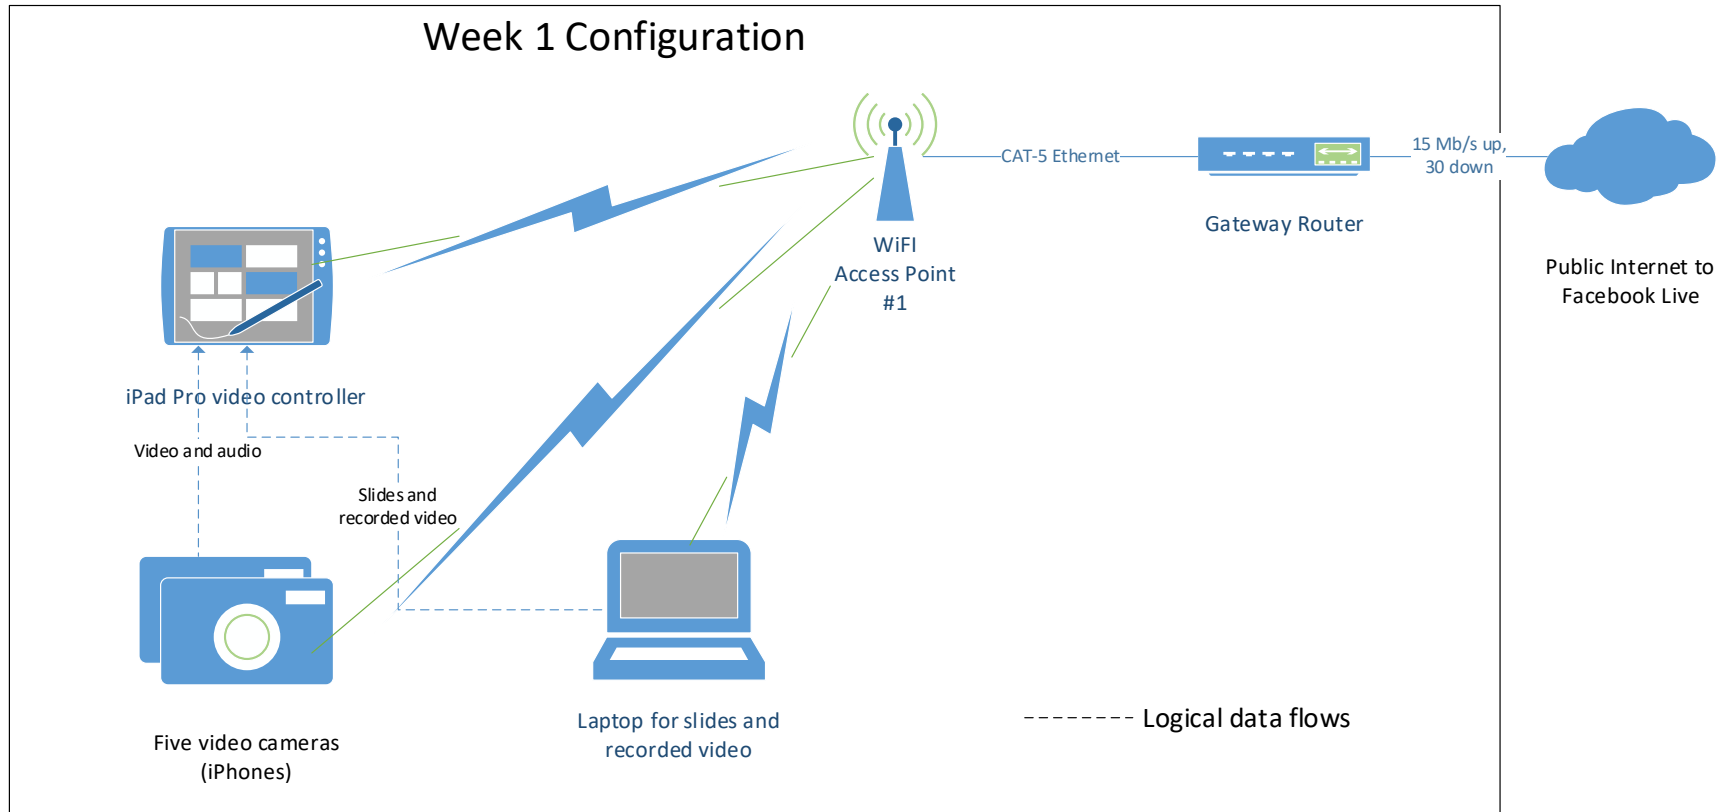 Week 1 Configuration
CAT-5 Ethernet
15 Mb/s up,
30 down
Gateway Router
WiFI
Access Point
#1
Public Internet to
Facebook Live
iPad Pro video controller
Video and audio
Slides and
recorded video
Five video cameras
(iPhones)
Laptop for slides and
recorded video
Logical data flows